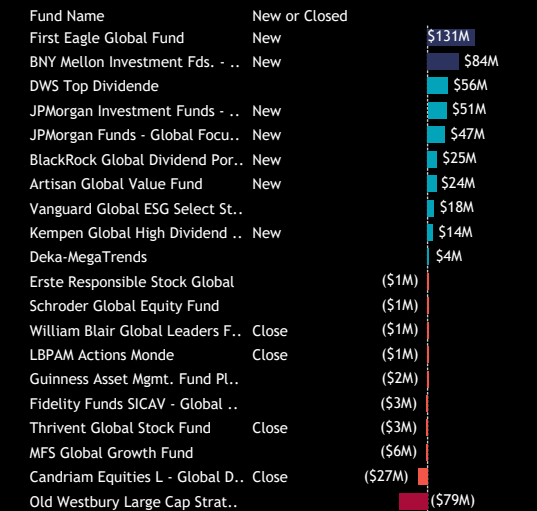 Fund Name New or Closed
First Eagle Global Fund New $131M
BNY Mellon Investment Fds. - .. New $84M
DWS Top Dividende $56M
JPMorgan Investment Funds - .. New $51M
JPMorgan Funds - Global Focu.. New $47M
BlackRock Global Dividend Por.. New $25M
Artisan Global Value Fund New $24M
Vanguard Global ESG Select St.. $18M
Kempen Global High Dividend .. New $14M
Deka-MegaTrends $4M
Erste Responsible Stock Global ($1M)
Schroder Global Equity Fund ($1M)
William Blair Global Leaders F.. Close ($1M)
LBPAM Actions Monde Close ($1M)
Guinness Asset Mgmt. Fund Pl.. ($2M)
Fidelity Funds SICAV - Global .. ($3M)
Thrivent Global Stock Fund Close ($3M)
MFS Global Growth Fund ($6M)
Candriam Equities L - Global D.. Close ($27M)
Old Westbury Large Cap Strat.. ($79M)